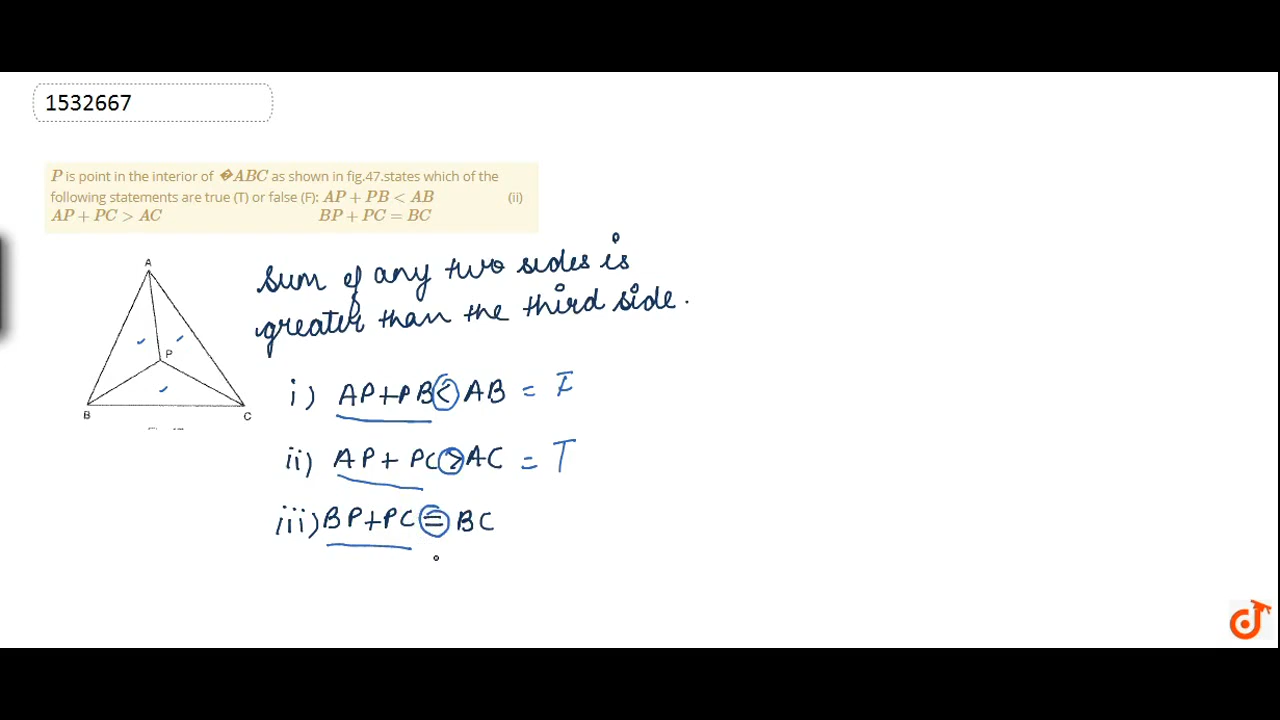 1532667
P is point in the interior of �ABC as shown in fig.47.states which of the
following statements are true (T) or false (F): AP + PB < AB (ii)
AP + PC > AC BP + PC = BC
Sum of any two sides is
greater than the third side.
A
P
B
C
i) AP+PB < AB = F
ii) AP+ PC > AC = T
iii) BP+PC = BC